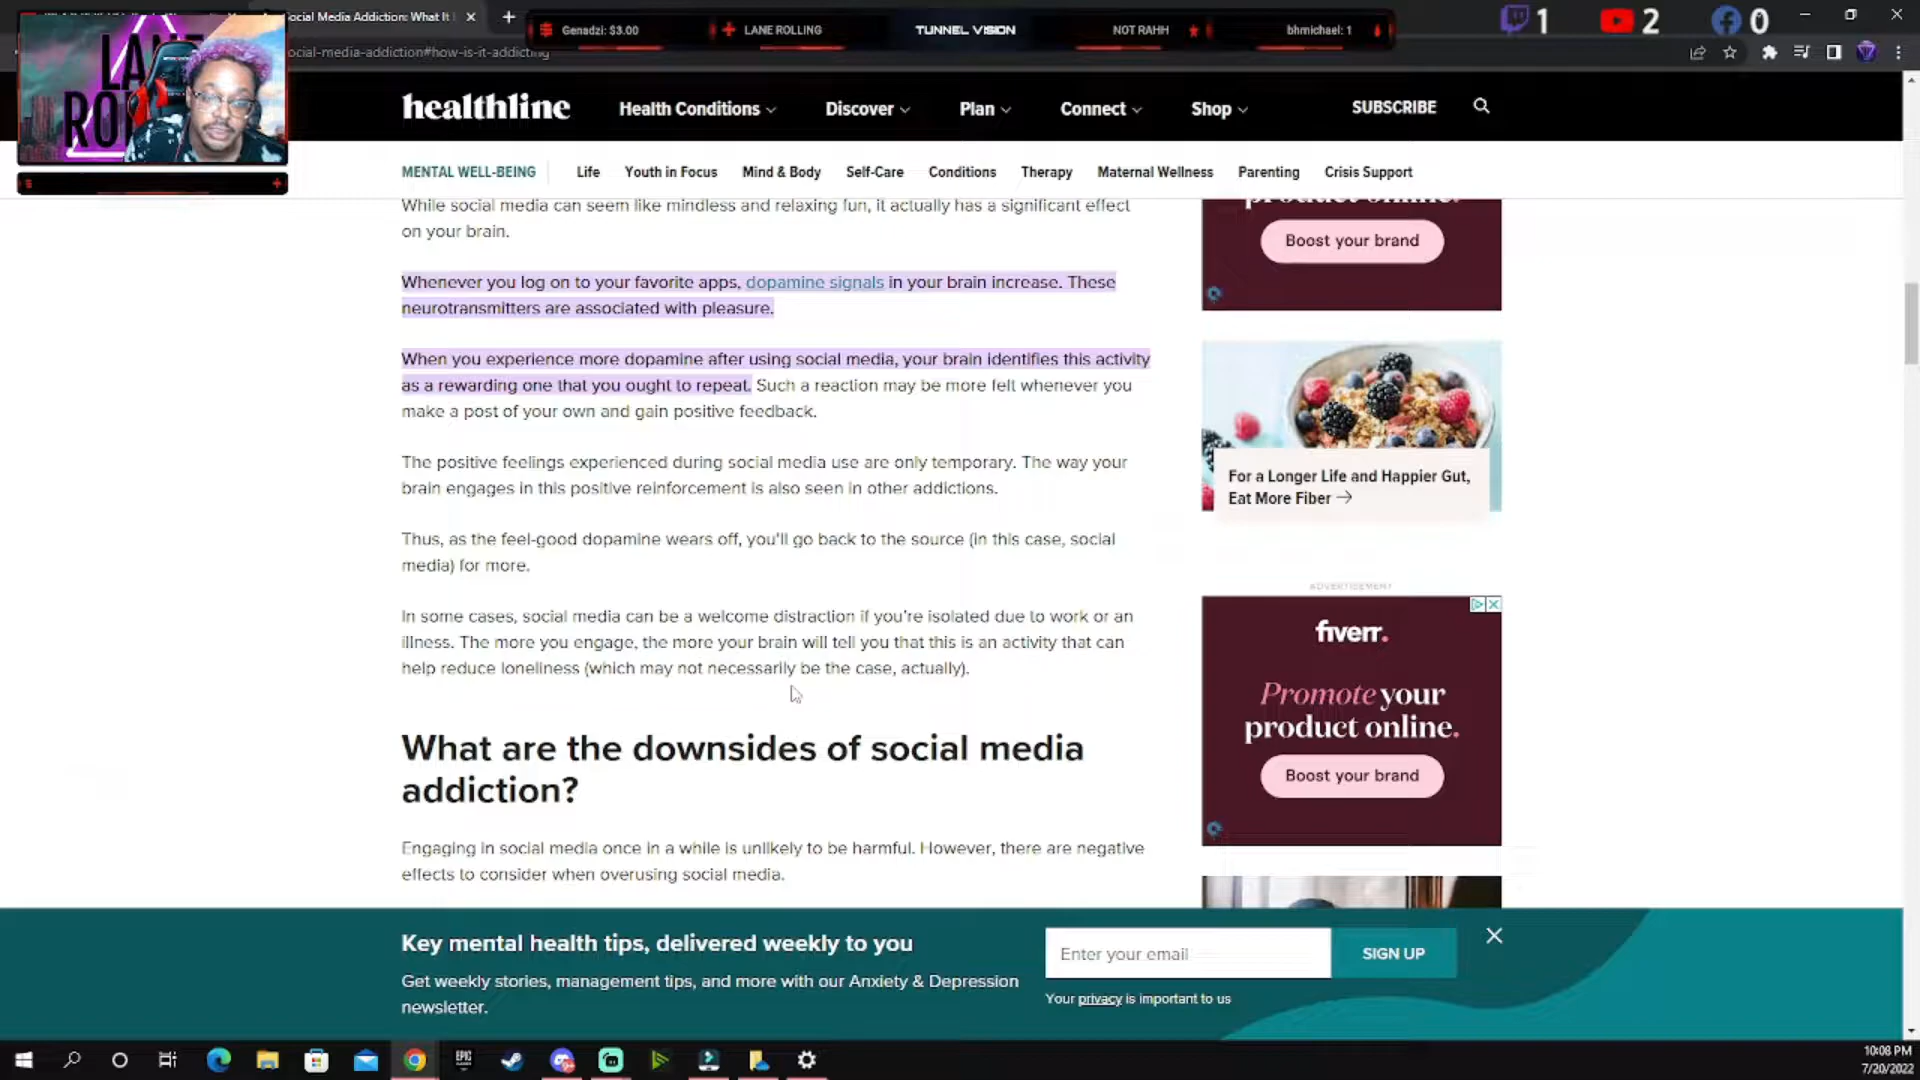 Social Media Addiction: What It
Genadzi: $3.00
LANE ROLLING
TUNNEL VISION
NOT RAHH
bhmichael: 1
1
2
0
ocial-media-addiction#how-is-it-addicting
healthline
Health Conditions
Discover
Plan
Connect
Shop
SUBSCRIBE
MENTAL WELL-BEING
Life
Youth in Focus
Mind & Body
Self-Care
Conditions
Therapy
Maternal Wellness
Parenting
Crisis Support
While social media can seem like mindless and relaxing fun, it actually has a significant effect
on your brain.
Whenever you log on to your favorite apps, dopamine signals in your brain increase. These
neurotransmitters are associated with pleasure.
When you experience more dopamine after using social media, your brain identifies this activity
as a rewarding one that you ought to repeat. Such a reaction may be more felt whenever you
make a post of your own and gain positive feedback.
The positive feelings experienced during social media use are only temporary. The way your
brain engages in this positive reinforcement is also seen in other addictions.
Thus, as the feel-good dopamine wears off, you'll go back to the source (in this case, social
media) for more.
In some cases, social media can be a welcome distraction if you're isolated due to work or an
illness. The more you engage, the more your brain will tell you that this is an activity that can
help reduce loneliness (which may not necessarily be the case, actually).
What are the downsides of social media
addiction?
Engaging in social media once in a while is unlikely to be harmful. However, there are negative
effects to consider when overusing social media.
product online.
Boost your brand
For a Longer Life and Happier Gut,
Eat More Fiber →
ADVERTISEMENT
fiverr.
Promote your
product online.
Boost your brand
Key mental health tips, delivered weekly to you
Get weekly stories, management tips, and more with our Anxiety & Depression
newsletter.
Enter your email
SIGN UP
Your privacy is important to us
EPIC
10:08 PM
7/20/2022